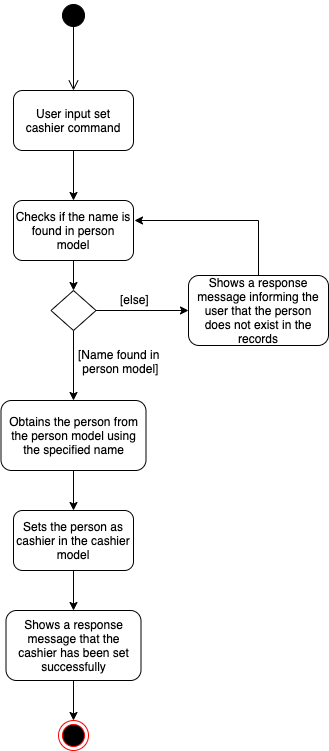 User input set
cashier command
Checks if the name is
found in person
model
[else]
Shows a response
message informing the
user that the person
does not exist in the
records
[Name found in
person model]
Obtains the person from
the person model using
the specified name
Sets the person as
cashier in the cashier
model
Shows a response
message that the
cashier has been set
successfully